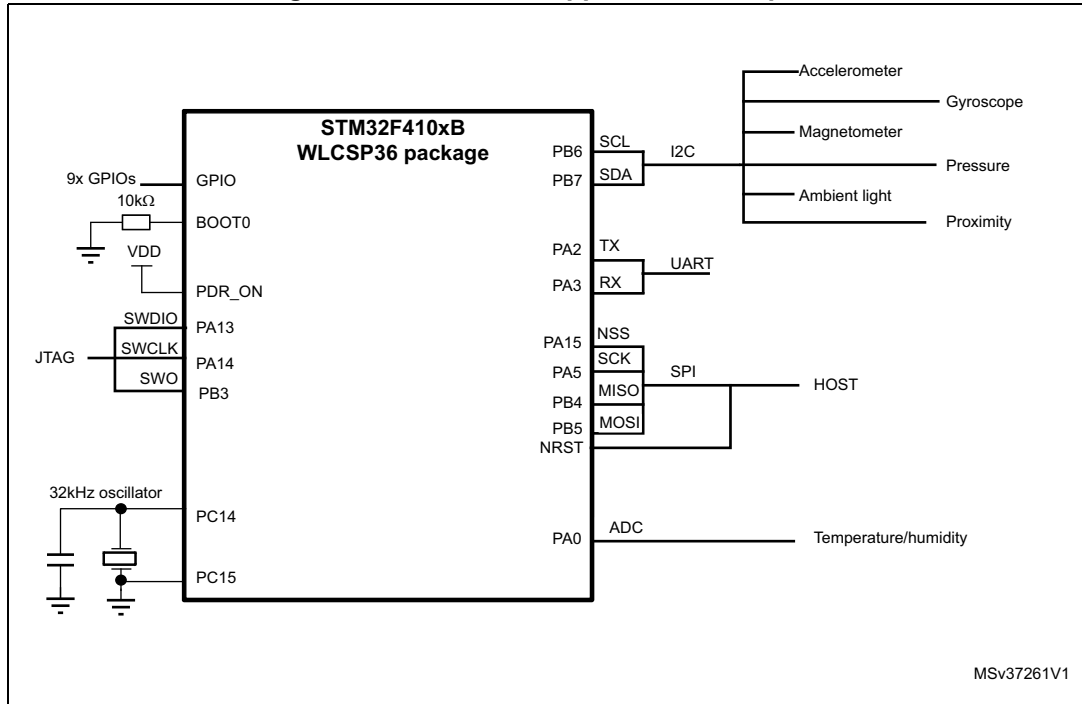 STM32F410xB
WLCSP36 package
9x GPIOs
GPIO
10kΩ
BOOT0
VDD
PDR_ON
SWDIO
PA13
JTAG
SWCLK
PA14
SWO
PB3
32kHz oscillator
PC14
PC15
PB6
SCL
PB7
SDA
I2C
Accelerometer
Gyroscope
Magnetometer
Pressure
Ambient light
Proximity
PA2
TX
PA3
RX
UART
PA15
NSS
PA5
SCK
PB4
MISO
PB5
MOSI
NRST
SPI
HOST
PA0
ADC
Temperature/humidity
MSv37261V1